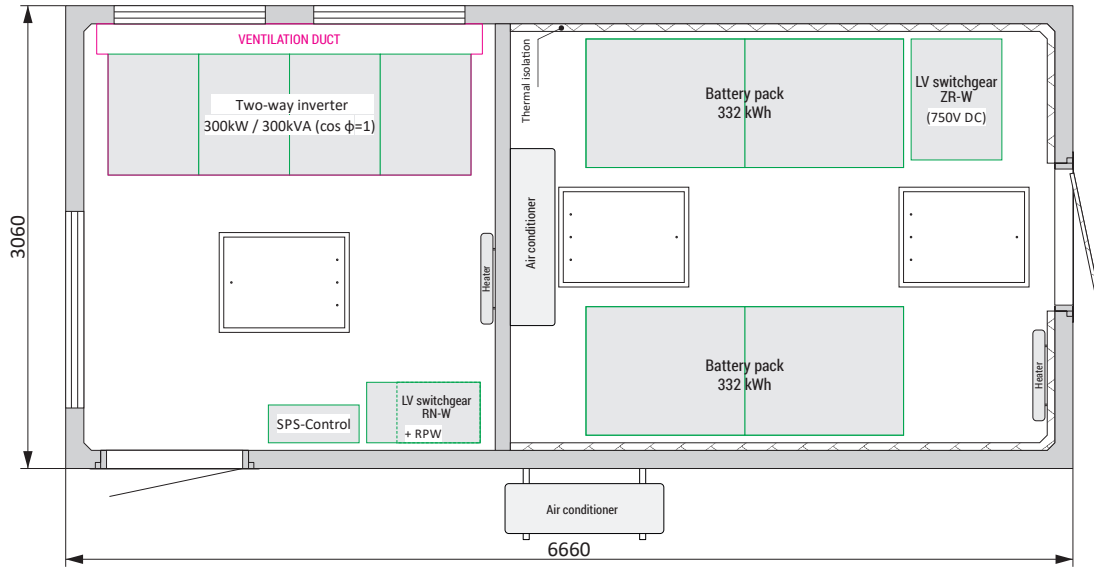 VENTILATION DUCT
Two-way inverter
300kW / 300kVA (cos ϕ=1)
Thermal isolation
Battery pack
332 kWh
LV switchgear
ZR-W
(750V DC)
Air conditioner
3060
Heater
Battery pack
332 kWh
Heater
SPS-Control
LV switchgear
RN-W
+ RPW
Air conditioner
6660